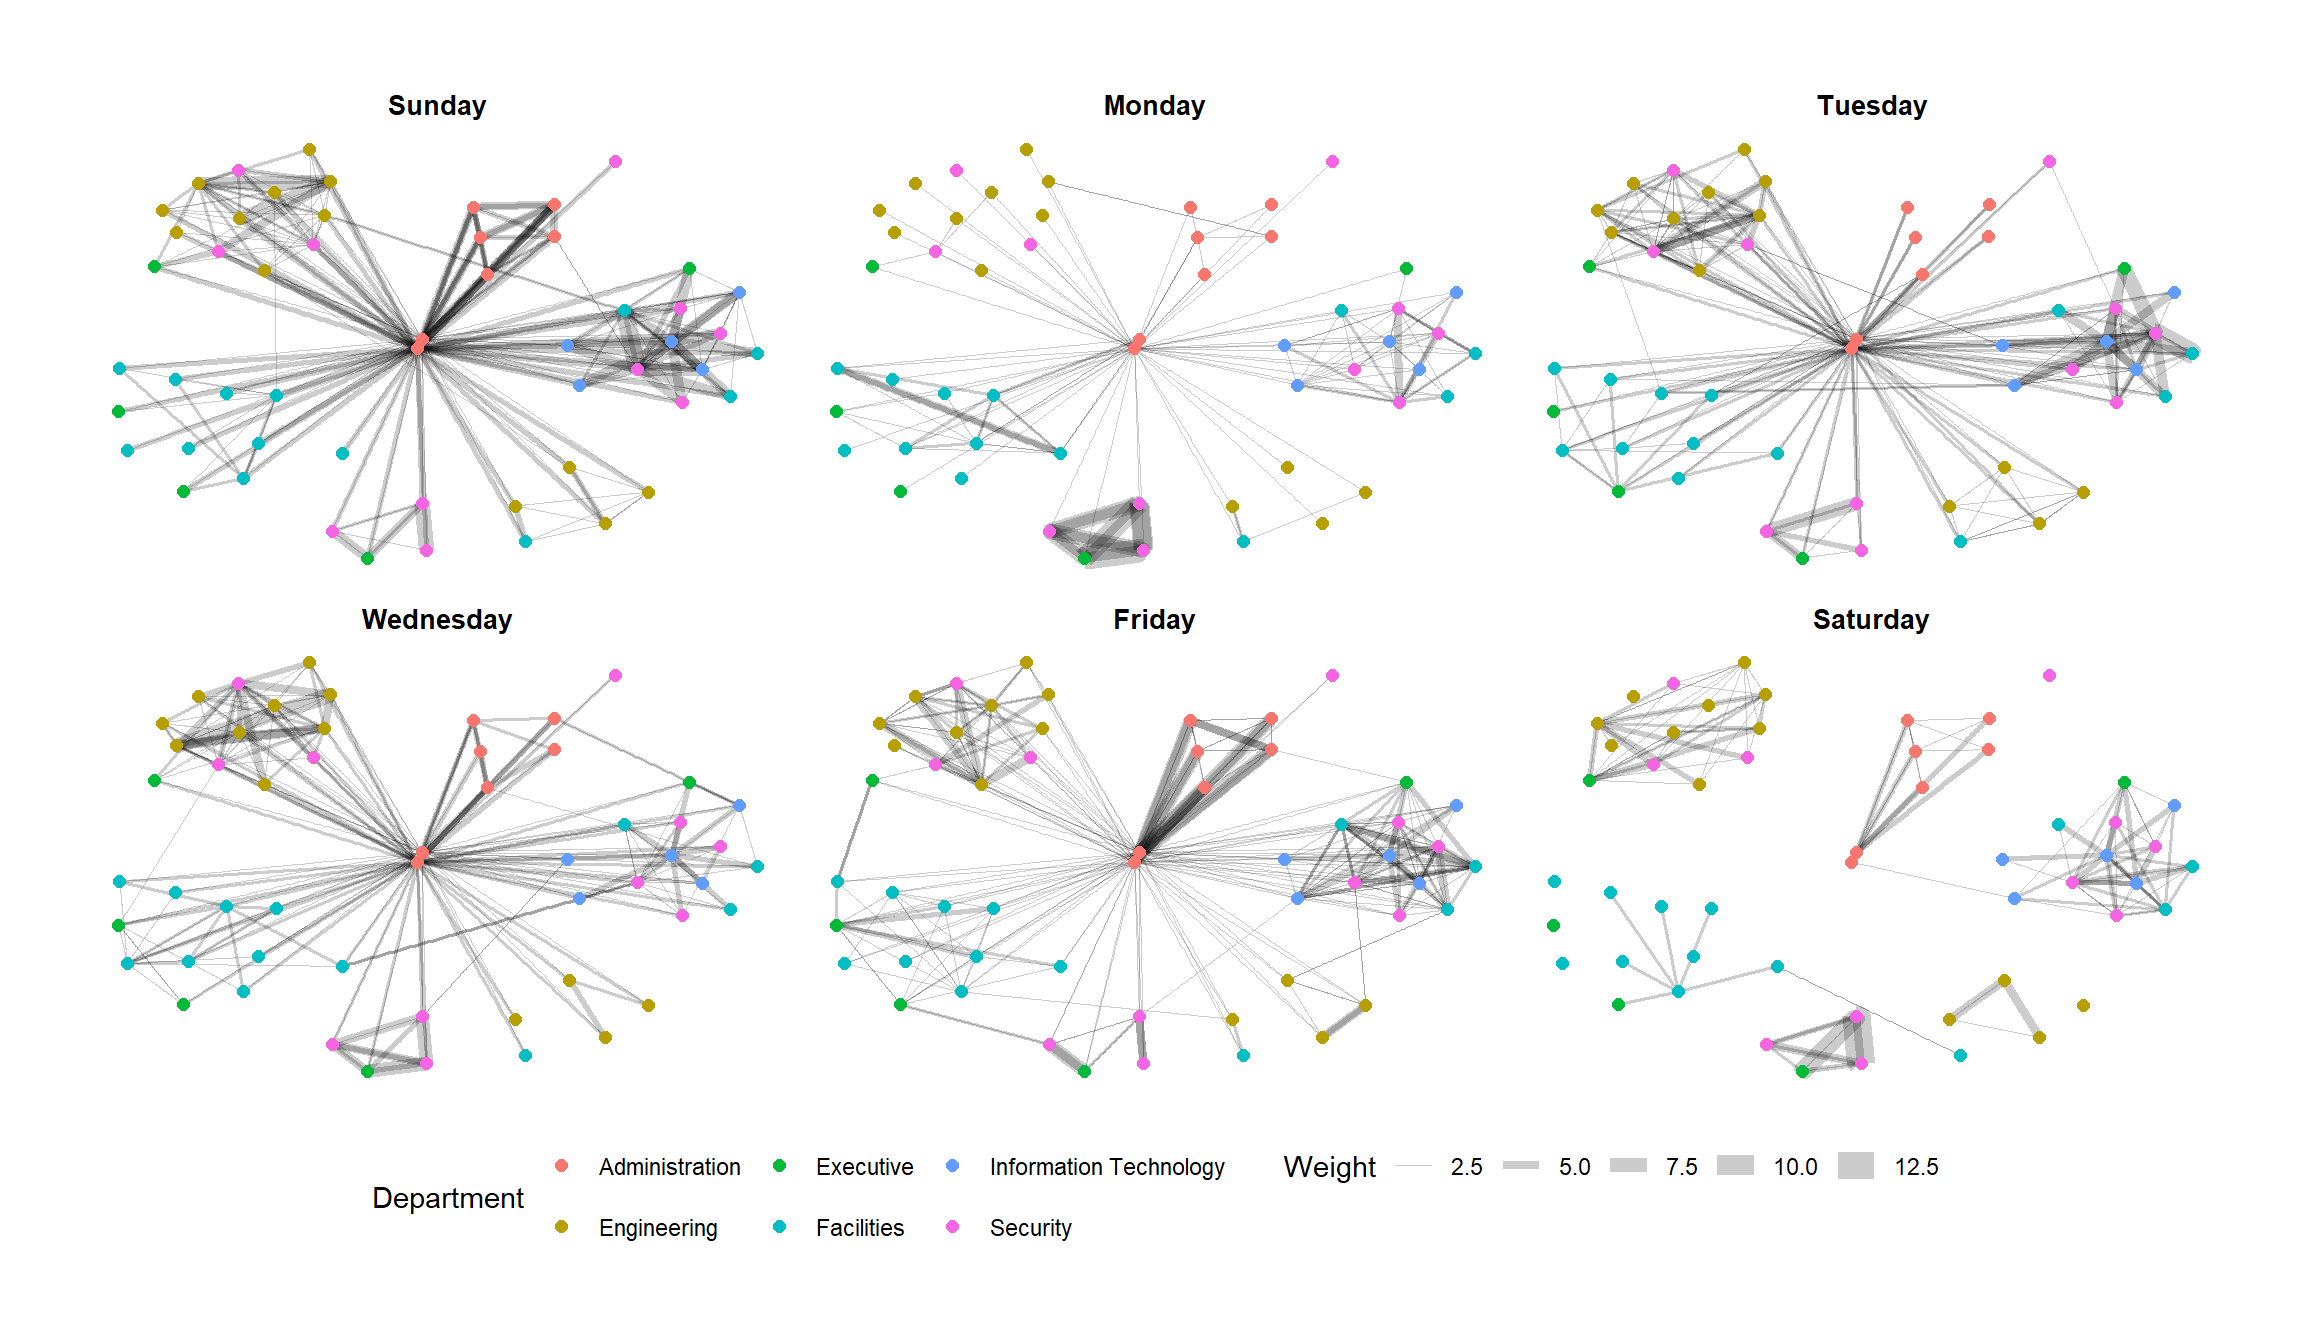 Sunday
Monday
Tuesday
Wednesday
Friday
Saturday
Department
Administration
Executive
Information Technology
Engineering
Facilities
Security
Weight
2.5
5.0
7.5
10.0
12.5